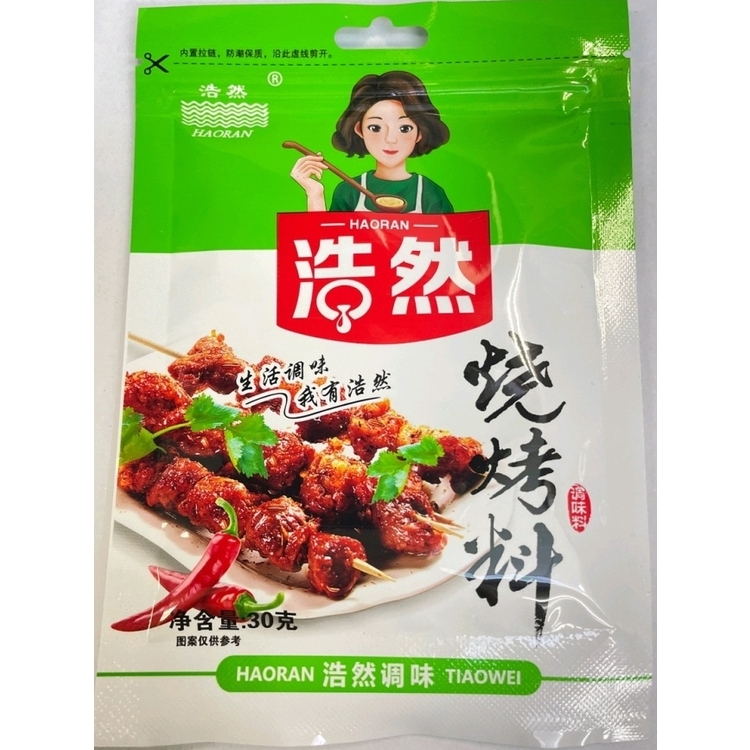 内置拉链，防潮保质，沿此虚线剪开。
浩然®
HAORAN
HAORAN
浩然
生活调味
我有浩然
烧烤料
调味料
净含量:30克
图案仅供参考
HAORAN 浩然调味 TIAOWEI